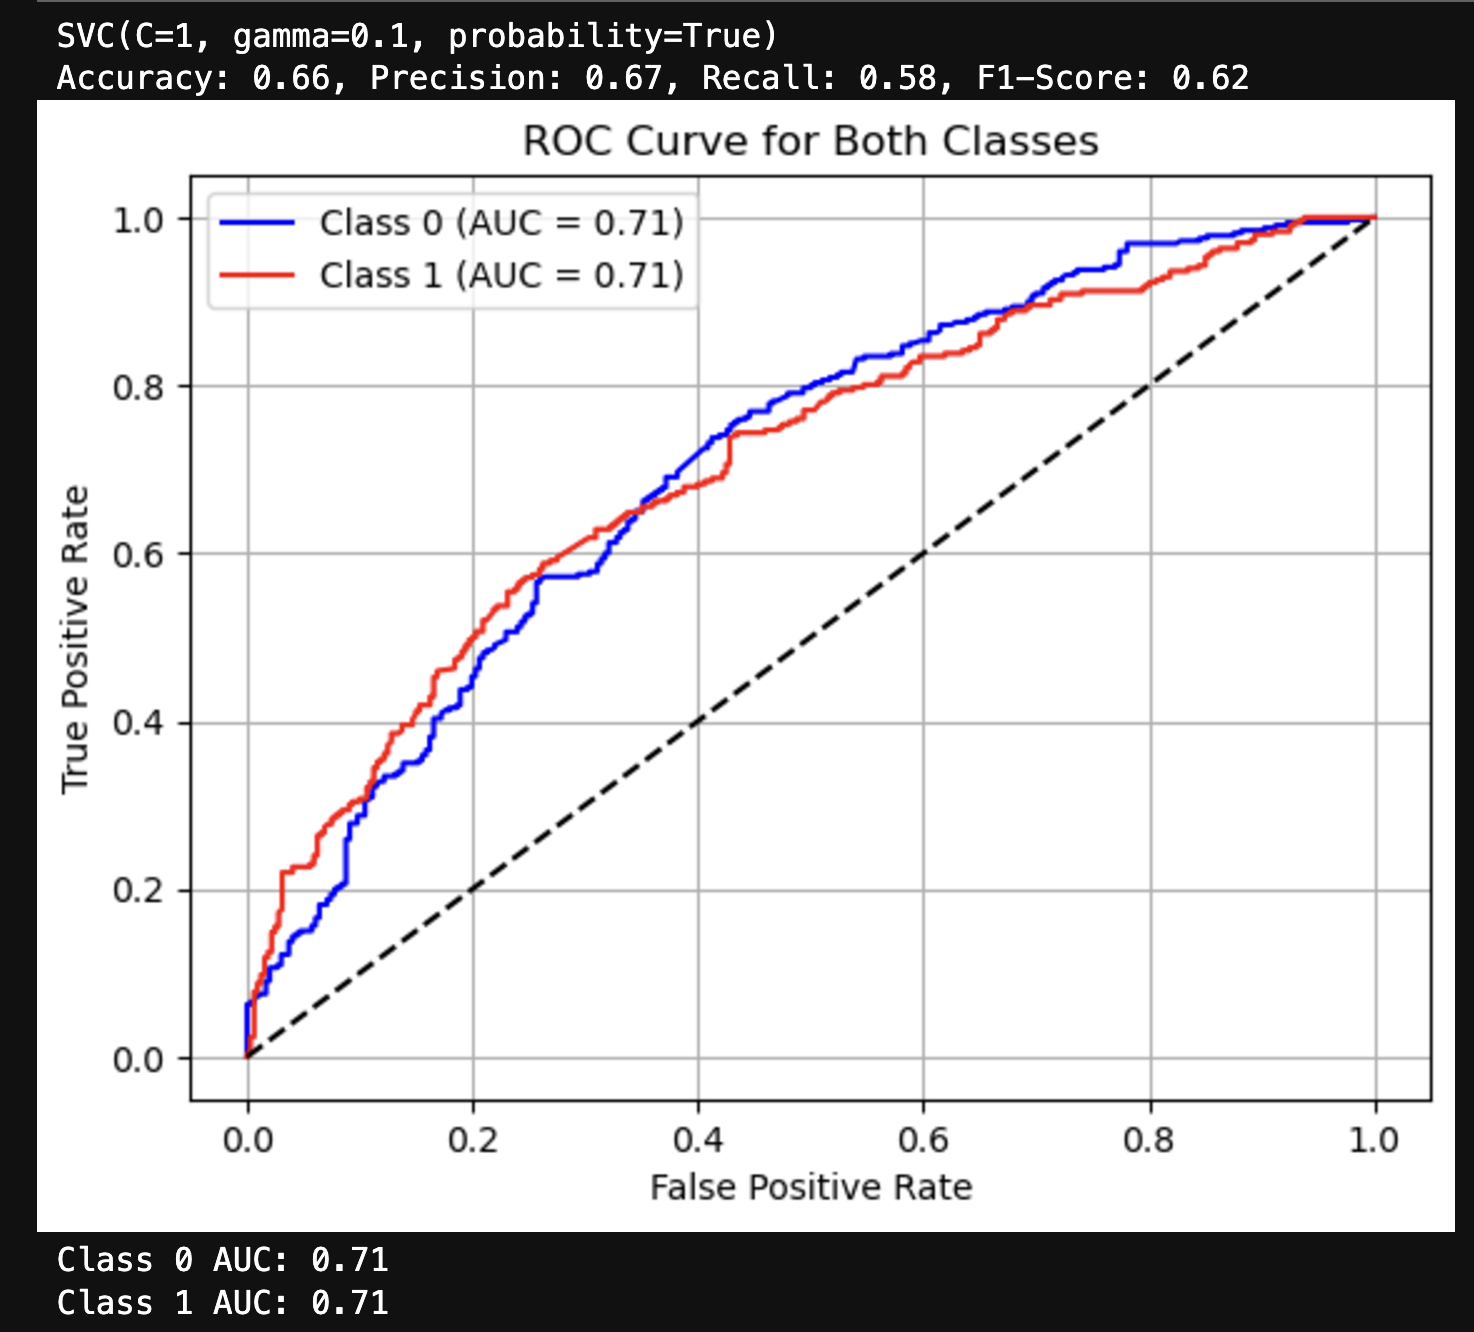 SVC(C=1, gamma=0.1, probability=True)
Accuracy: 0.66, Precision: 0.67, Recall: 0.58, F1-Score: 0.62
ROC Curve for Both Classes
Class 0 (AUC = 0.71)
Class 1 (AUC = 0.71)
1.0
0.8
0.6
0.4
0.2
0.0
True Positive Rate
0.0 0.2 0.4 0.6 0.8 1.0
False Positive Rate
Class 0 AUC: 0.71
Class 1 AUC: 0.71